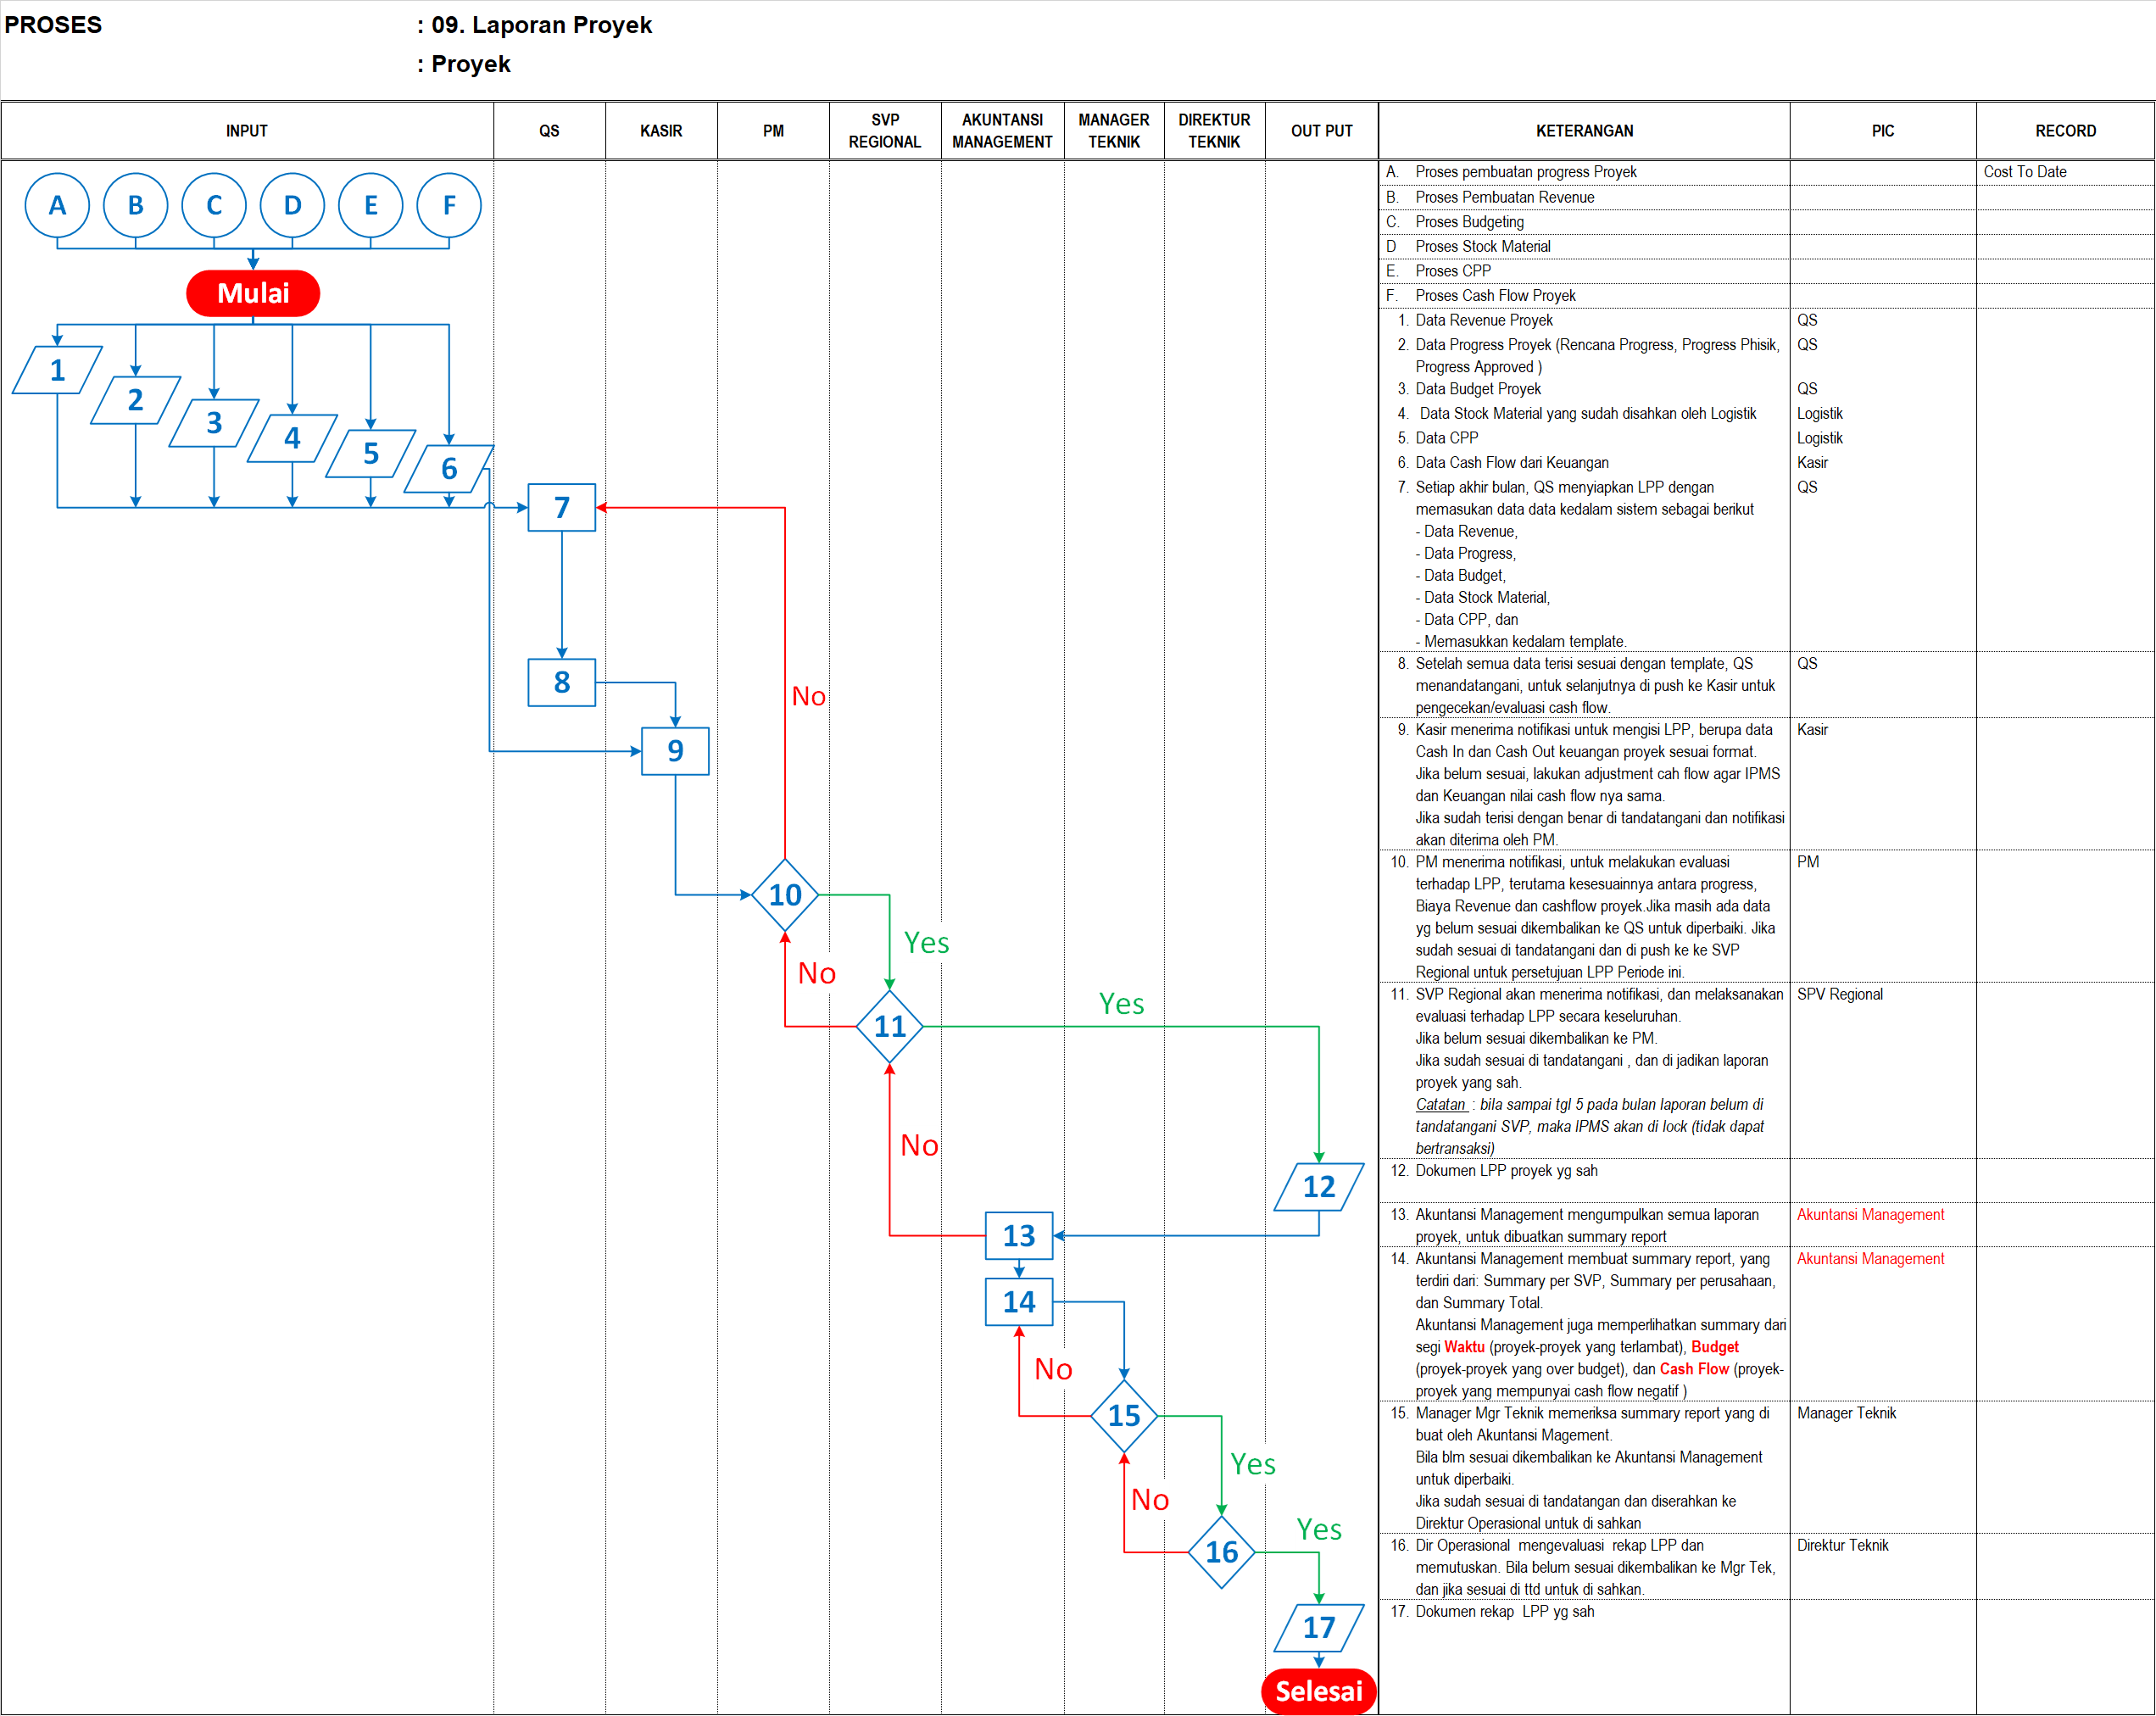 PROSES : 09. Laporan Proyek
: Proyek
INPUT
QS
KASIR
PM
SVP
REGIONAL
AKUNTANSI
MANAGEMENT
MANAGER
TEKNIK
DIREKTUR
TEKNIK
OUT PUT
KETERANGAN
PIC
RECORD
A B C D E F
Mulai
1
2
3
4
5
6
7
8
No
9
10
Yes
No
Yes
11
No
12
13
14
No
15
Yes
No
Yes
16
17
Selesai
A. Proses pembuatan progress Proyek Cost To Date
B. Proses Pembuatan Revenue
C. Proses Budgeting
D Proses Stock Material
E. Proses CPP
F. Proses Cash Flow Proyek
1. Data Revenue Proyek QS
2. Data Progress Proyek (Rencana Progress, Progress Phisik, QS
Progress Approved )
3. Data Budget Proyek QS
4. Data Stock Material yang sudah disahkan oleh Logistik Logistik
5. Data CPP Logistik
6. Data Cash Flow dari Keuangan Kasir
7. Setiap akhir bulan, QS menyiapkan LPP dengan QS
memasukan data data kedalam sistem sebagai berikut
- Data Revenue,
- Data Progress,
- Data Budget,
- Data Stock Material,
- Data CPP, dan
- Memasukkan kedalam template.
8. Setelah semua data terisi sesuai dengan template, QS QS
menandatangani, untuk selanjutnya di push ke Kasir untuk
pengecekan/evaluasi cash flow.
9. Kasir menerima notifikasi untuk mengisi LPP, berupa data Kasir
Cash In dan Cash Out keuangan proyek sesuai format.
Jika belum sesuai, lakukan adjustment cah flow agar IPMS
dan Keuangan nilai cash flow nya sama.
Jika sudah terisi dengan benar di tandatangani dan notifikasi
akan diterima oleh PM.
10. PM menerima notifikasi, untuk melakukan evaluasi PM
terhadap LPP, terutama kesesuainnya antara progress,
Biaya Revenue dan cashflow proyek.Jika masih ada data
yg belum sesuai dikembalikan ke QS untuk diperbaiki. Jika
sudah sesuai di tandatangani dan di push ke ke SVP
Regional untuk persetujuan LPP Periode ini.
11. SVP Regional akan menerima notifikasi, dan melaksanakan SPV Regional
evaluasi terhadap LPP secara keseluruhan.
Jika belum sesuai dikembalikan ke PM.
Jika sudah sesuai di tandatangani , dan di jadikan laporan
proyek yang sah.
Catatan : bila sampai tgl 5 pada bulan laporan belum di
tandatangani SVP, maka IPMS akan di lock (tidak dapat
bertransaksi)
12. Dokumen LPP proyek yg sah
13. Akuntansi Management mengumpulkan semua laporan Akuntansi Management
proyek, untuk dibuatkan summary report
14. Akuntansi Management membuat summary report, yang Akuntansi Management
terdiri dari: Summary per SVP, Summary per perusahaan,
dan Summary Total.
Akuntansi Management juga memperlihatkan summary dari
segi Waktu (proyek-proyek yang terlambat), Budget
(proyek-proyek yang over budget), dan Cash Flow (proyek-
proyek yang mempunyai cash flow negatif )
15. Manager Mgr Teknik memeriksa summary report yang di Manager Teknik
buat oleh Akuntansi Magement.
Bila blm sesuai dikembalikan ke Akuntansi Management
untuk diperbaiki.
Jika sudah sesuai di tandatangan dan diserahkan ke
Direktur Operasional untuk di sahkan
16. Dir Operasional mengevaluasi rekap LPP dan Direktur Teknik
memutuskan. Bila belum sesuai dikembalikan ke Mgr Tek,
dan jika sesuai di ttd untuk di sahkan.
17. Dokumen rekap LPP yg sah